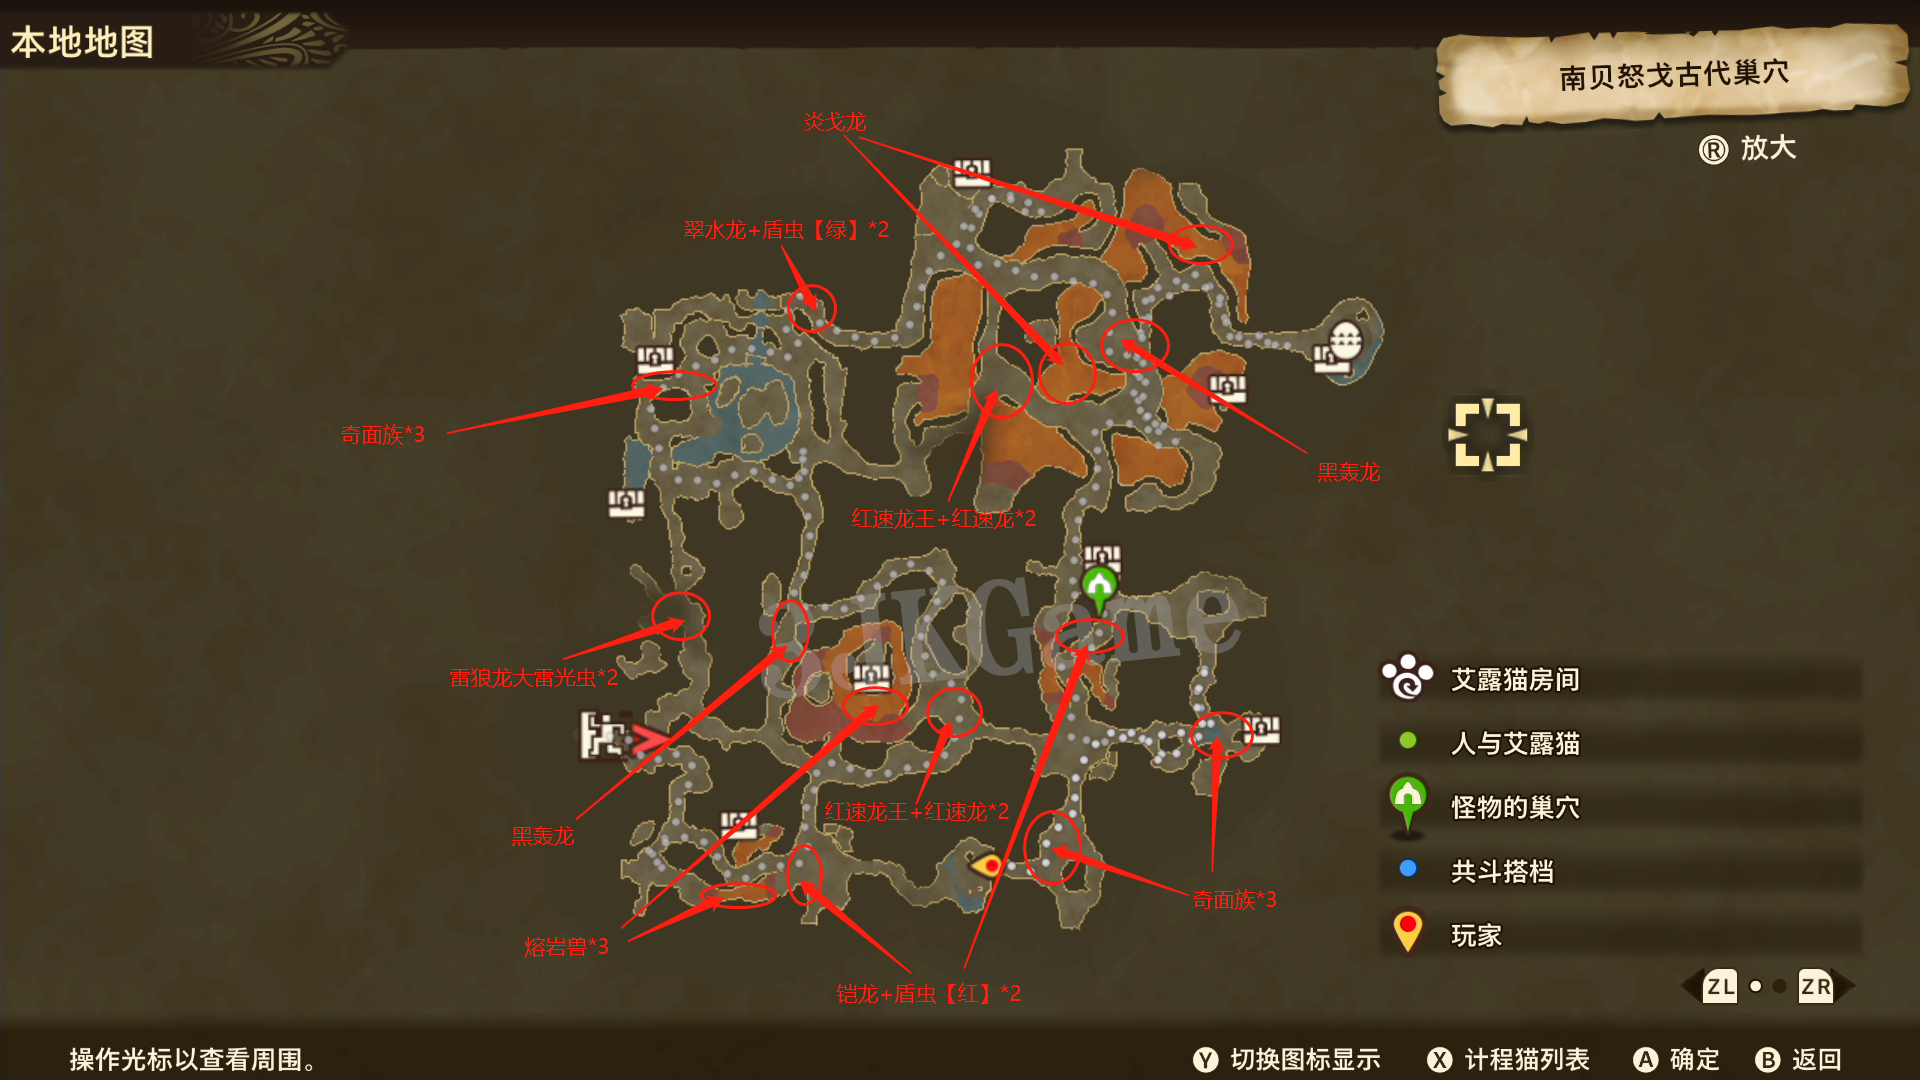 本地地图
南贝怒戈古代巢穴
R 放大
炎戈龙
翠水龙+盾虫【绿】*2
奇面族*3
黑轰龙
红速龙王+红速龙*2
3JKGame
雷狼龙大雷光虫*2
艾露猫房间
人与艾露猫
怪物的巢穴
共斗搭档
玩家
红速龙王+红速龙*2
黑轰龙
奇面族*3
熔岩兽*3
铠龙+盾虫【红】*2
ZL ZR
操作光标以查看周围。
Y 切换图标显示 X 计程猫列表 A 确定 B 返回